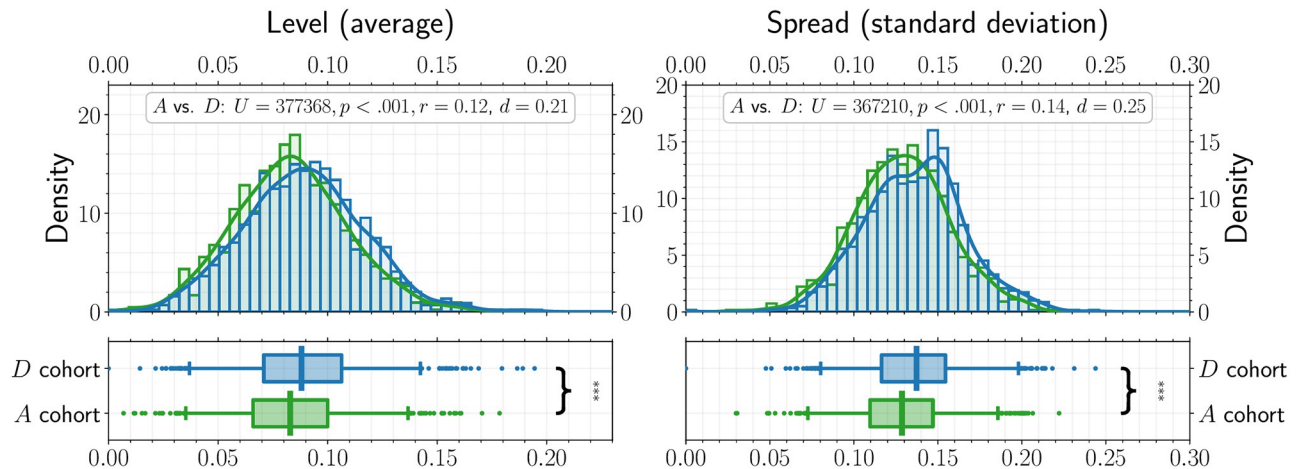 Level (average)
Spread (standard deviation)
0.00 0.05 0.10 0.15 0.20
0.00 0.05 0.10 0.15 0.20 0.25 0.30
A vs. D: U = 377368, p < .001, r = 0.12, d = 0.21
A vs. D: U = 367210, p < .001, r = 0.14, d = 0.25
Density
20
10
0
20
10
0
20
15
10
5
0
20
15
10
5
0
Density
D cohort
A cohort
***
***
D cohort
A cohort
0.00 0.05 0.10 0.15 0.20
0.00 0.05 0.10 0.15 0.20 0.25 0.30